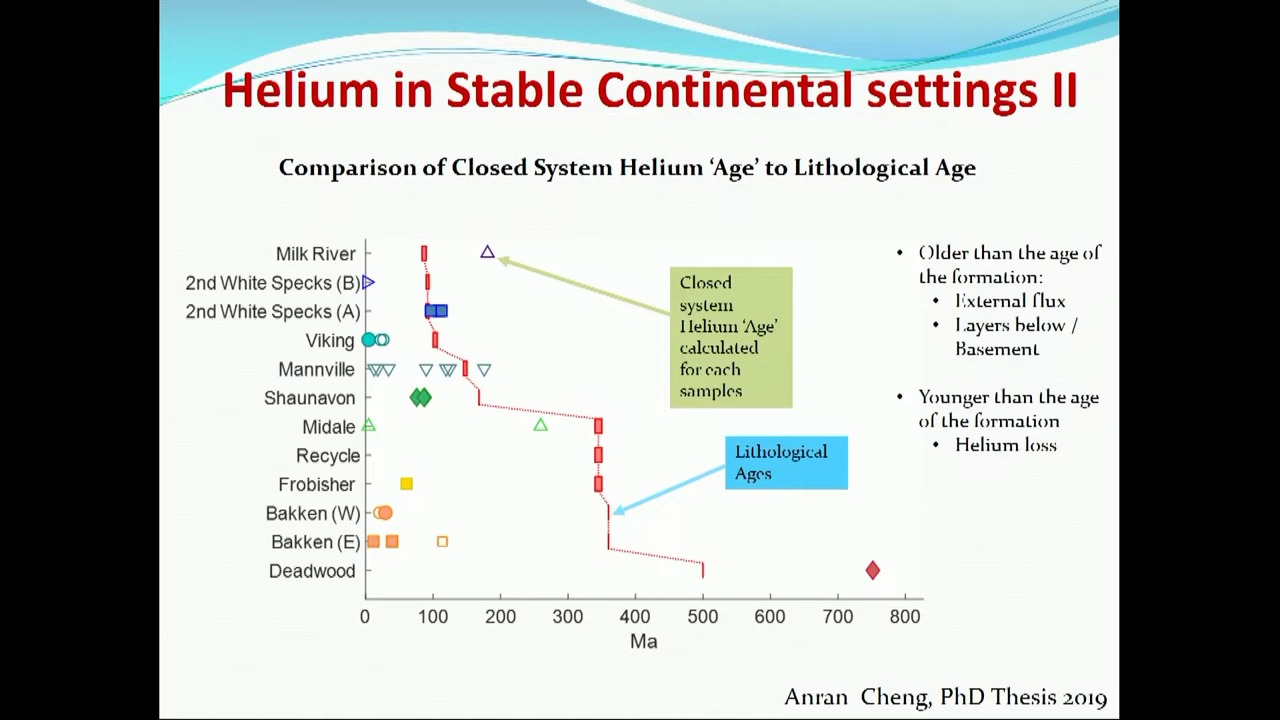 Helium in Stable Continental settings II
Comparison of Closed System Helium ‘Age’ to Lithological Age
Milk River
2nd White Specks (B)
2nd White Specks (A)
Viking
Mannville
Shaunavon
Midale
Recycle
Frobisher
Bakken (W)
Bakken (E)
Deadwood
0 100 200 300 400 500 600 700 800
Ma
Closed
system
Helium ‘Age’
calculated
for each
samples
Lithological
Ages
• Older than the age of
the formation:
• External flux
• Layers below /
Basement
• Younger than the age
of the formation
• Helium loss
Anran Cheng, PhD Thesis 2019